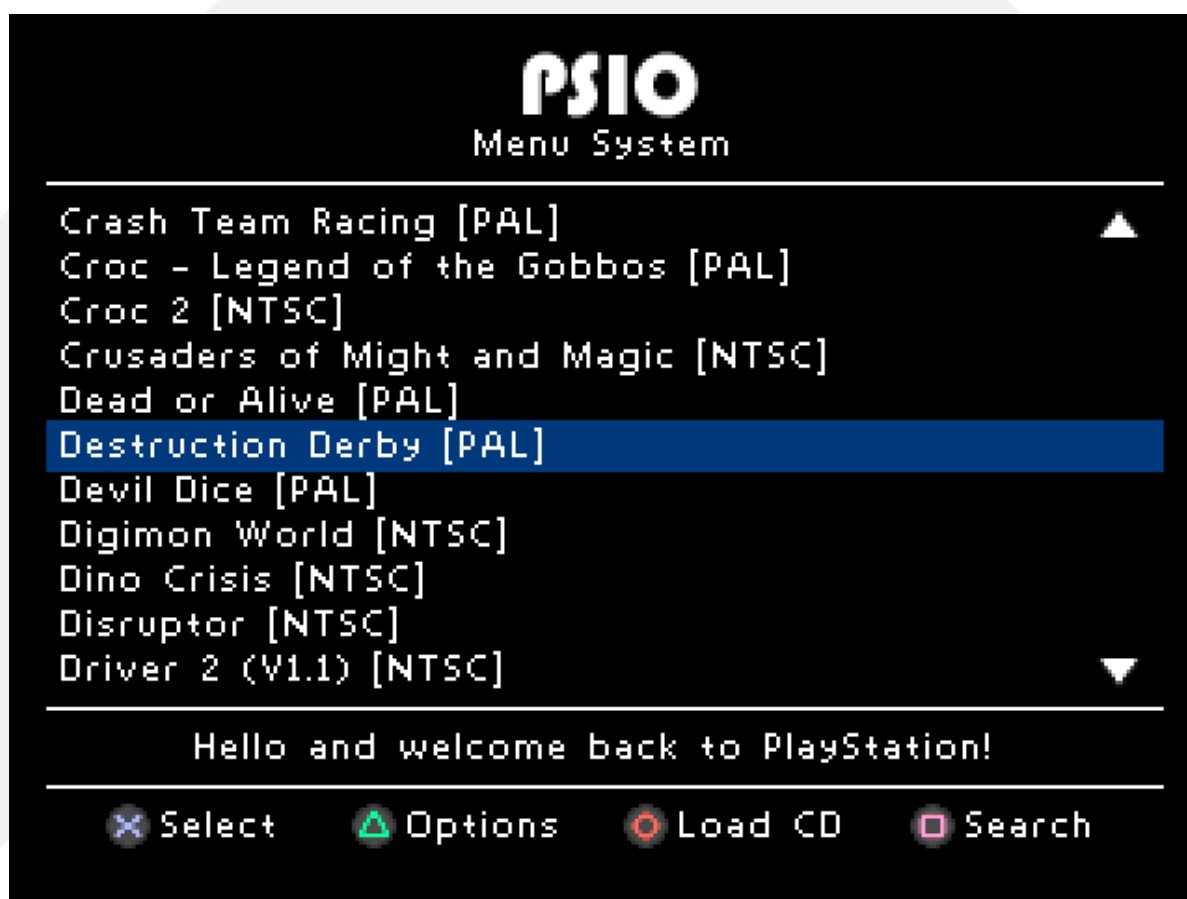 PSIO
Menu System
Crash Team Racing [PAL]
Croc – Legend of the Gobbos [PAL]
Croc 2 [NTSC]
Crusaders of Might and Magic [NTSC]
Dead or Alive [PAL]
Destruction Derby [PAL]
Devil Dice [PAL]
Digimon World [NTSC]
Dino Crisis [NTSC]
Disruptor [NTSC]
Driver 2 (V1.1) [NTSC]
Hello and welcome back to PlayStation!
Select Options Load CD Search